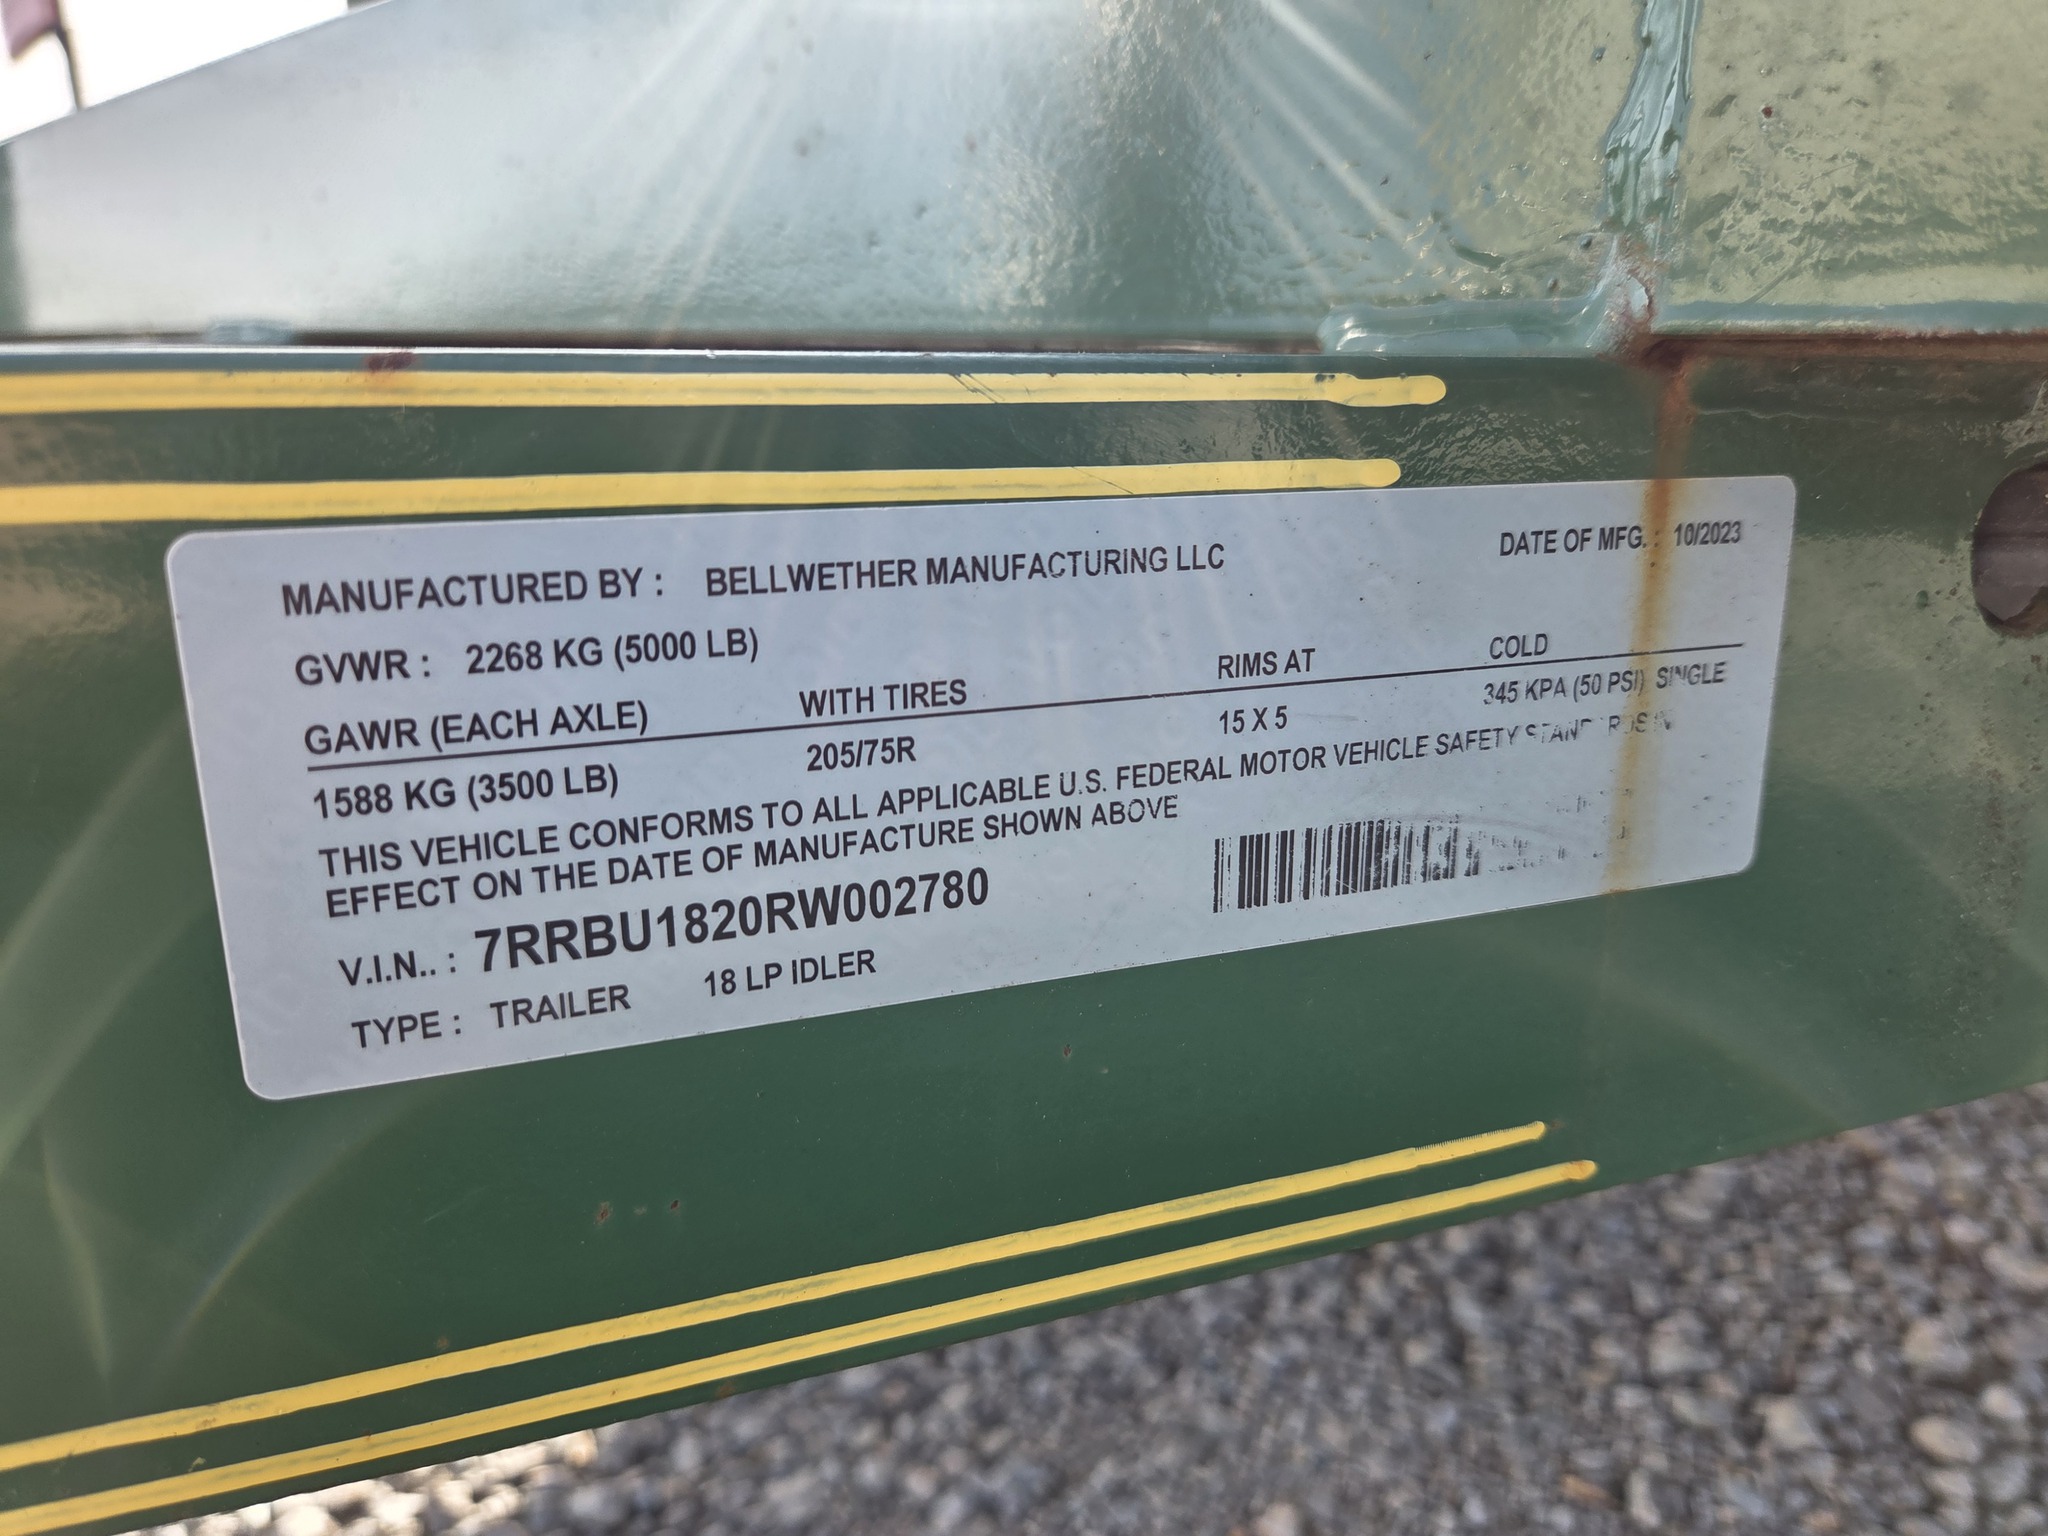 MANUFACTURED BY : BELLWETHER MANUFACTURING LLC DATE OF MFG. : 10/2023
GVWR : 2268 KG (5000 LB)
GAWR (EACH AXLE) WITH TIRES RIMS AT COLD
1588 KG (3500 LB) 205/75R 15 X 5 345 KPA (50 PSI) SINGLE
THIS VEHICLE CONFORMS TO ALL APPLICABLE U.S. FEDERAL MOTOR VEHICLE SAFETY STANDARDS IN
EFFECT ON THE DATE OF MANUFACTURE SHOWN ABOVE
V.I.N.. : 7RRBU1820RW002780
TYPE : TRAILER 18 LP IDLER